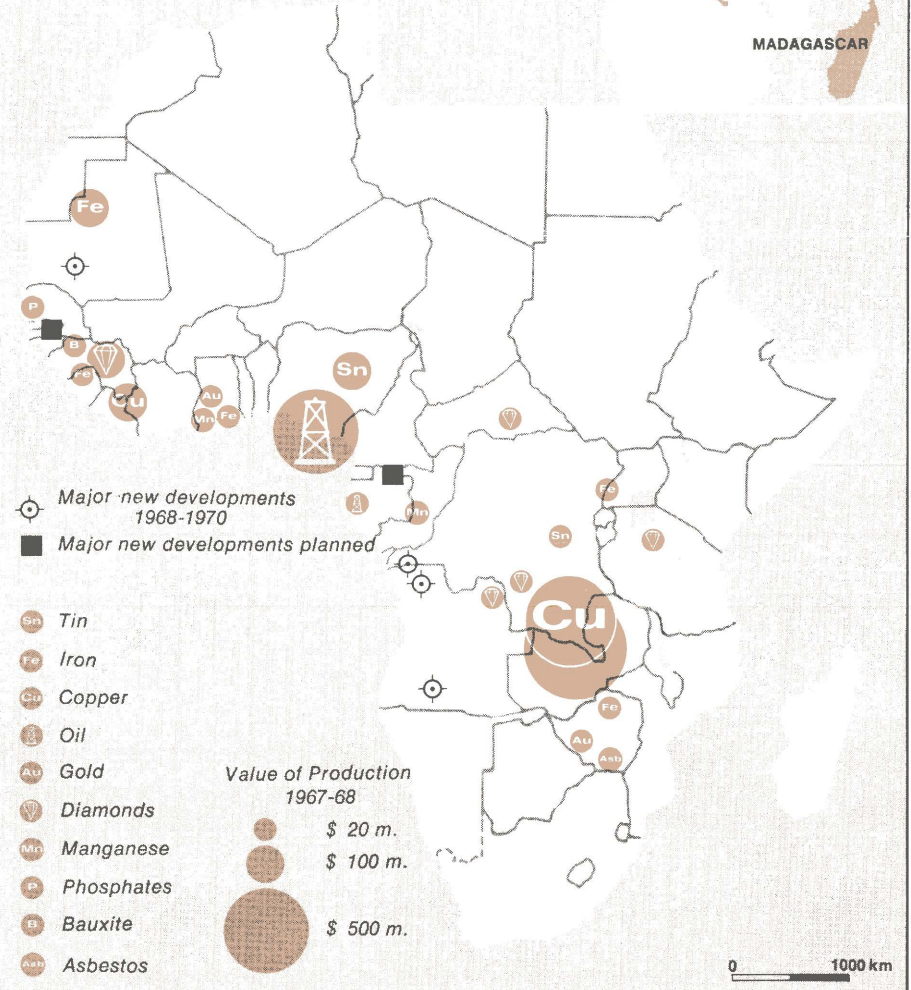 MADAGASCAR
Fe
P
B
Fe
Cu
Au
Mn
Fe
Sn
Mn
Fe
Sn
Cu
Fe
Au
Asb
Major new developments
1968-1970
Major new developments planned
Sn Tin
Fe Iron
Cu Copper
Oil
Au Gold
Diamonds
Mn Manganese
P Phosphates
B Bauxite
Asb Asbestos
Value of Production
1967-68
$ 20 m.
$ 100 m.
$ 500 m.
0 1000 km